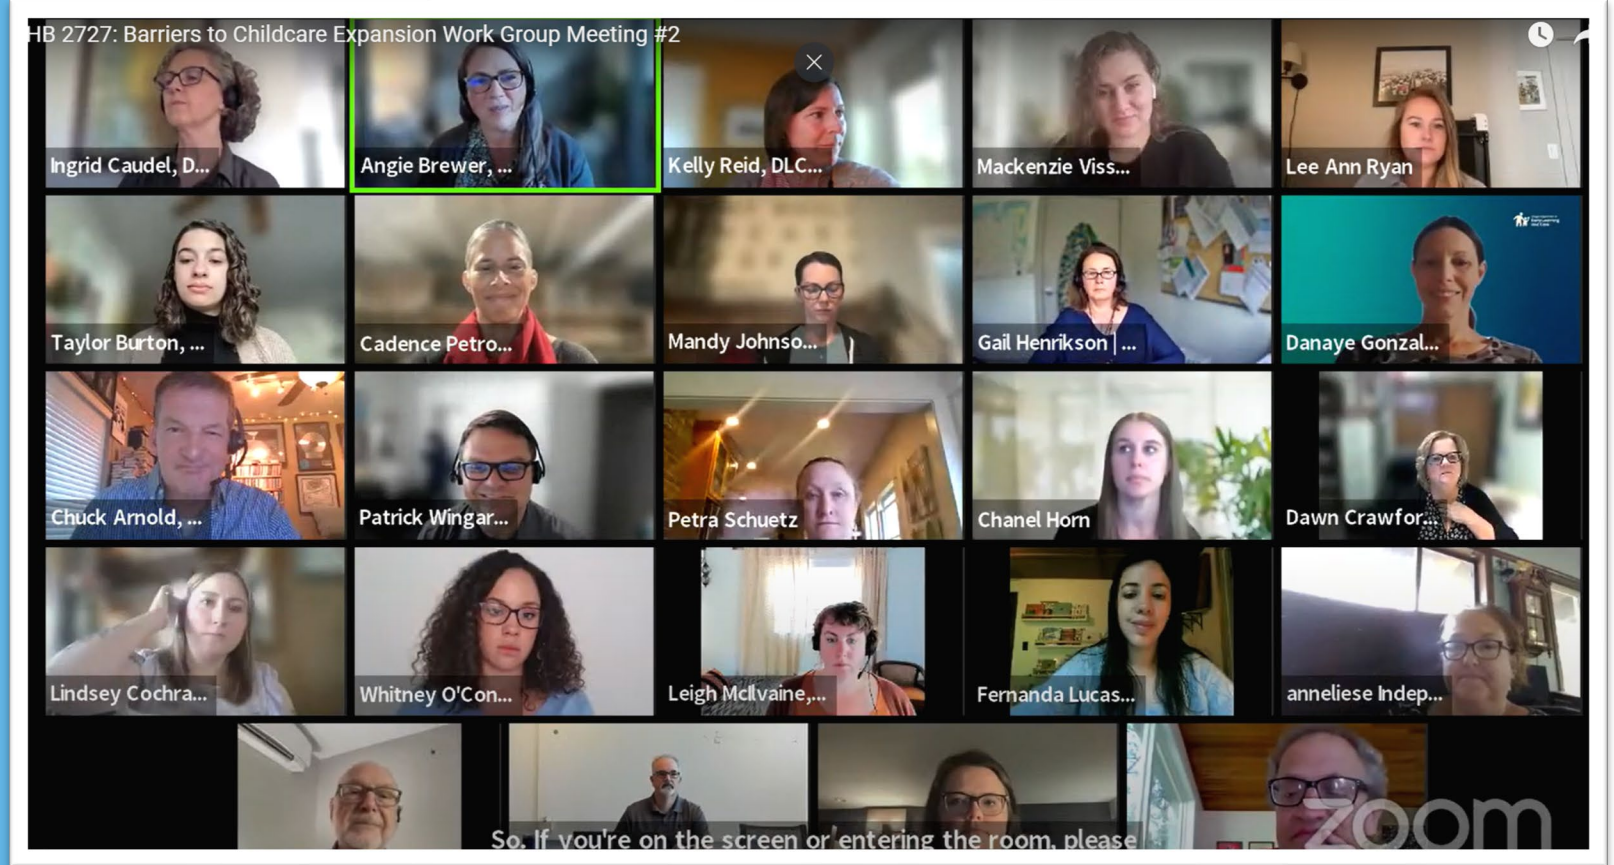 HB 2727: Barriers to Childcare Expansion Work Group Meeting #2
Ingrid Caudel, D...
Angie Brewer, ...
Kelly Reid, DLC...
Mackenzie Viss...
Lee Ann Ryan
Taylor Burton, ...
Cadence Petro...
Mandy Johnso...
Gail Henrikson | ...
Danaye Gonzal...
Chuck Arnold, ...
Patrick Wingar...
Petra Schuetz
Chanel Horn
Dawn Crawfor...
Lindsey Cochra...
Whitney O'Con...
Leigh McIlvaine,...
Fernanda Lucas...
anneliese Indep...
So. If you're on the screen or entering the room, please
zoom